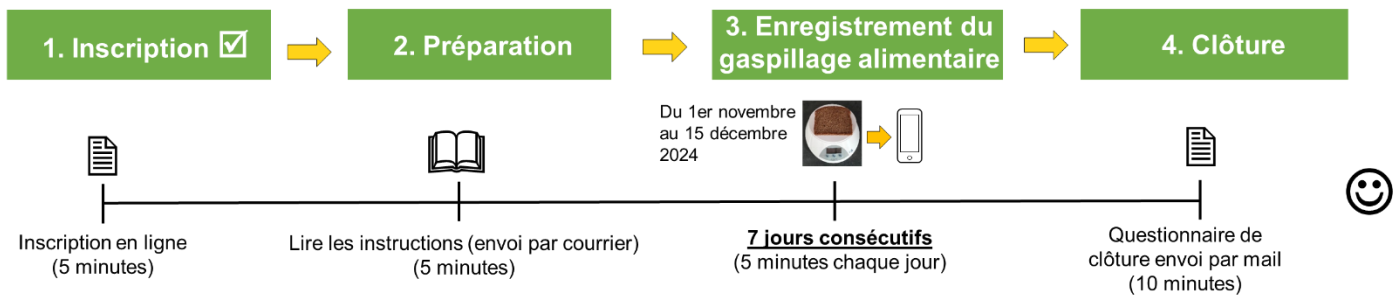 1. Inscription ☑
2. Préparation
3. Enregistrement du
gaspillage alimentaire
4. Clôture
Du 1er novembre
au 15 décembre
2024
Inscription en ligne
(5 minutes)
Lire les instructions (envoi par courrier)
(5 minutes)
7 jours consécutifs
(5 minutes chaque jour)
Questionnaire de
clôture envoi par mail
(10 minutes)